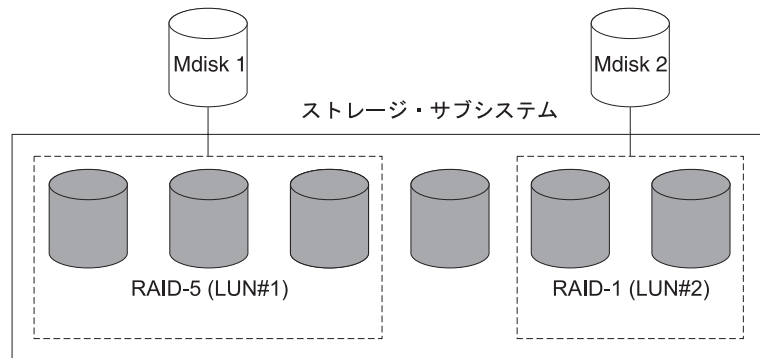 Mdisk 1
Mdisk 2
ストレージ・サブシステム
RAID-5 (LUN#1)
RAID-1 (LUN#2)